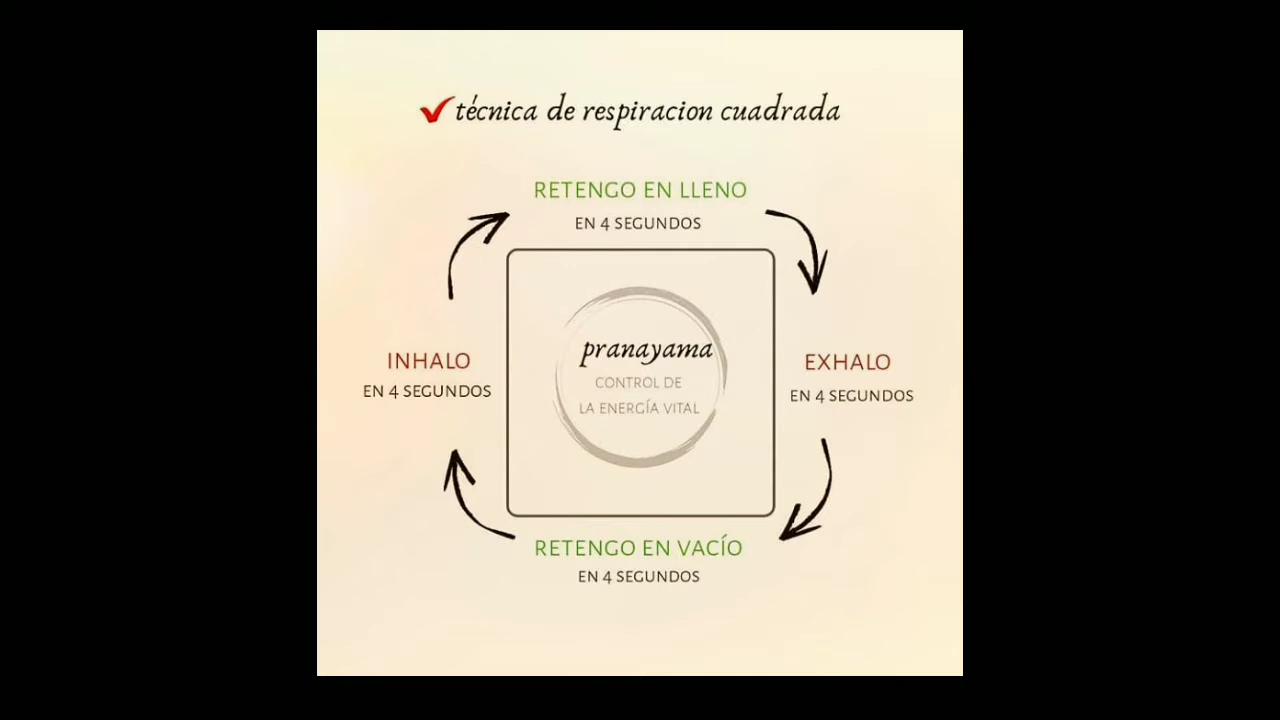 técnica de respiracion cuadrada
RETENGO EN LLENO
EN 4 SEGUNDOS
INHALO
EN 4 SEGUNDOS
pranayama
CONTROL DE
LA ENERGÍA VITAL
EXHALO
EN 4 SEGUNDOS
RETENGO EN VACÍO
EN 4 SEGUNDOS